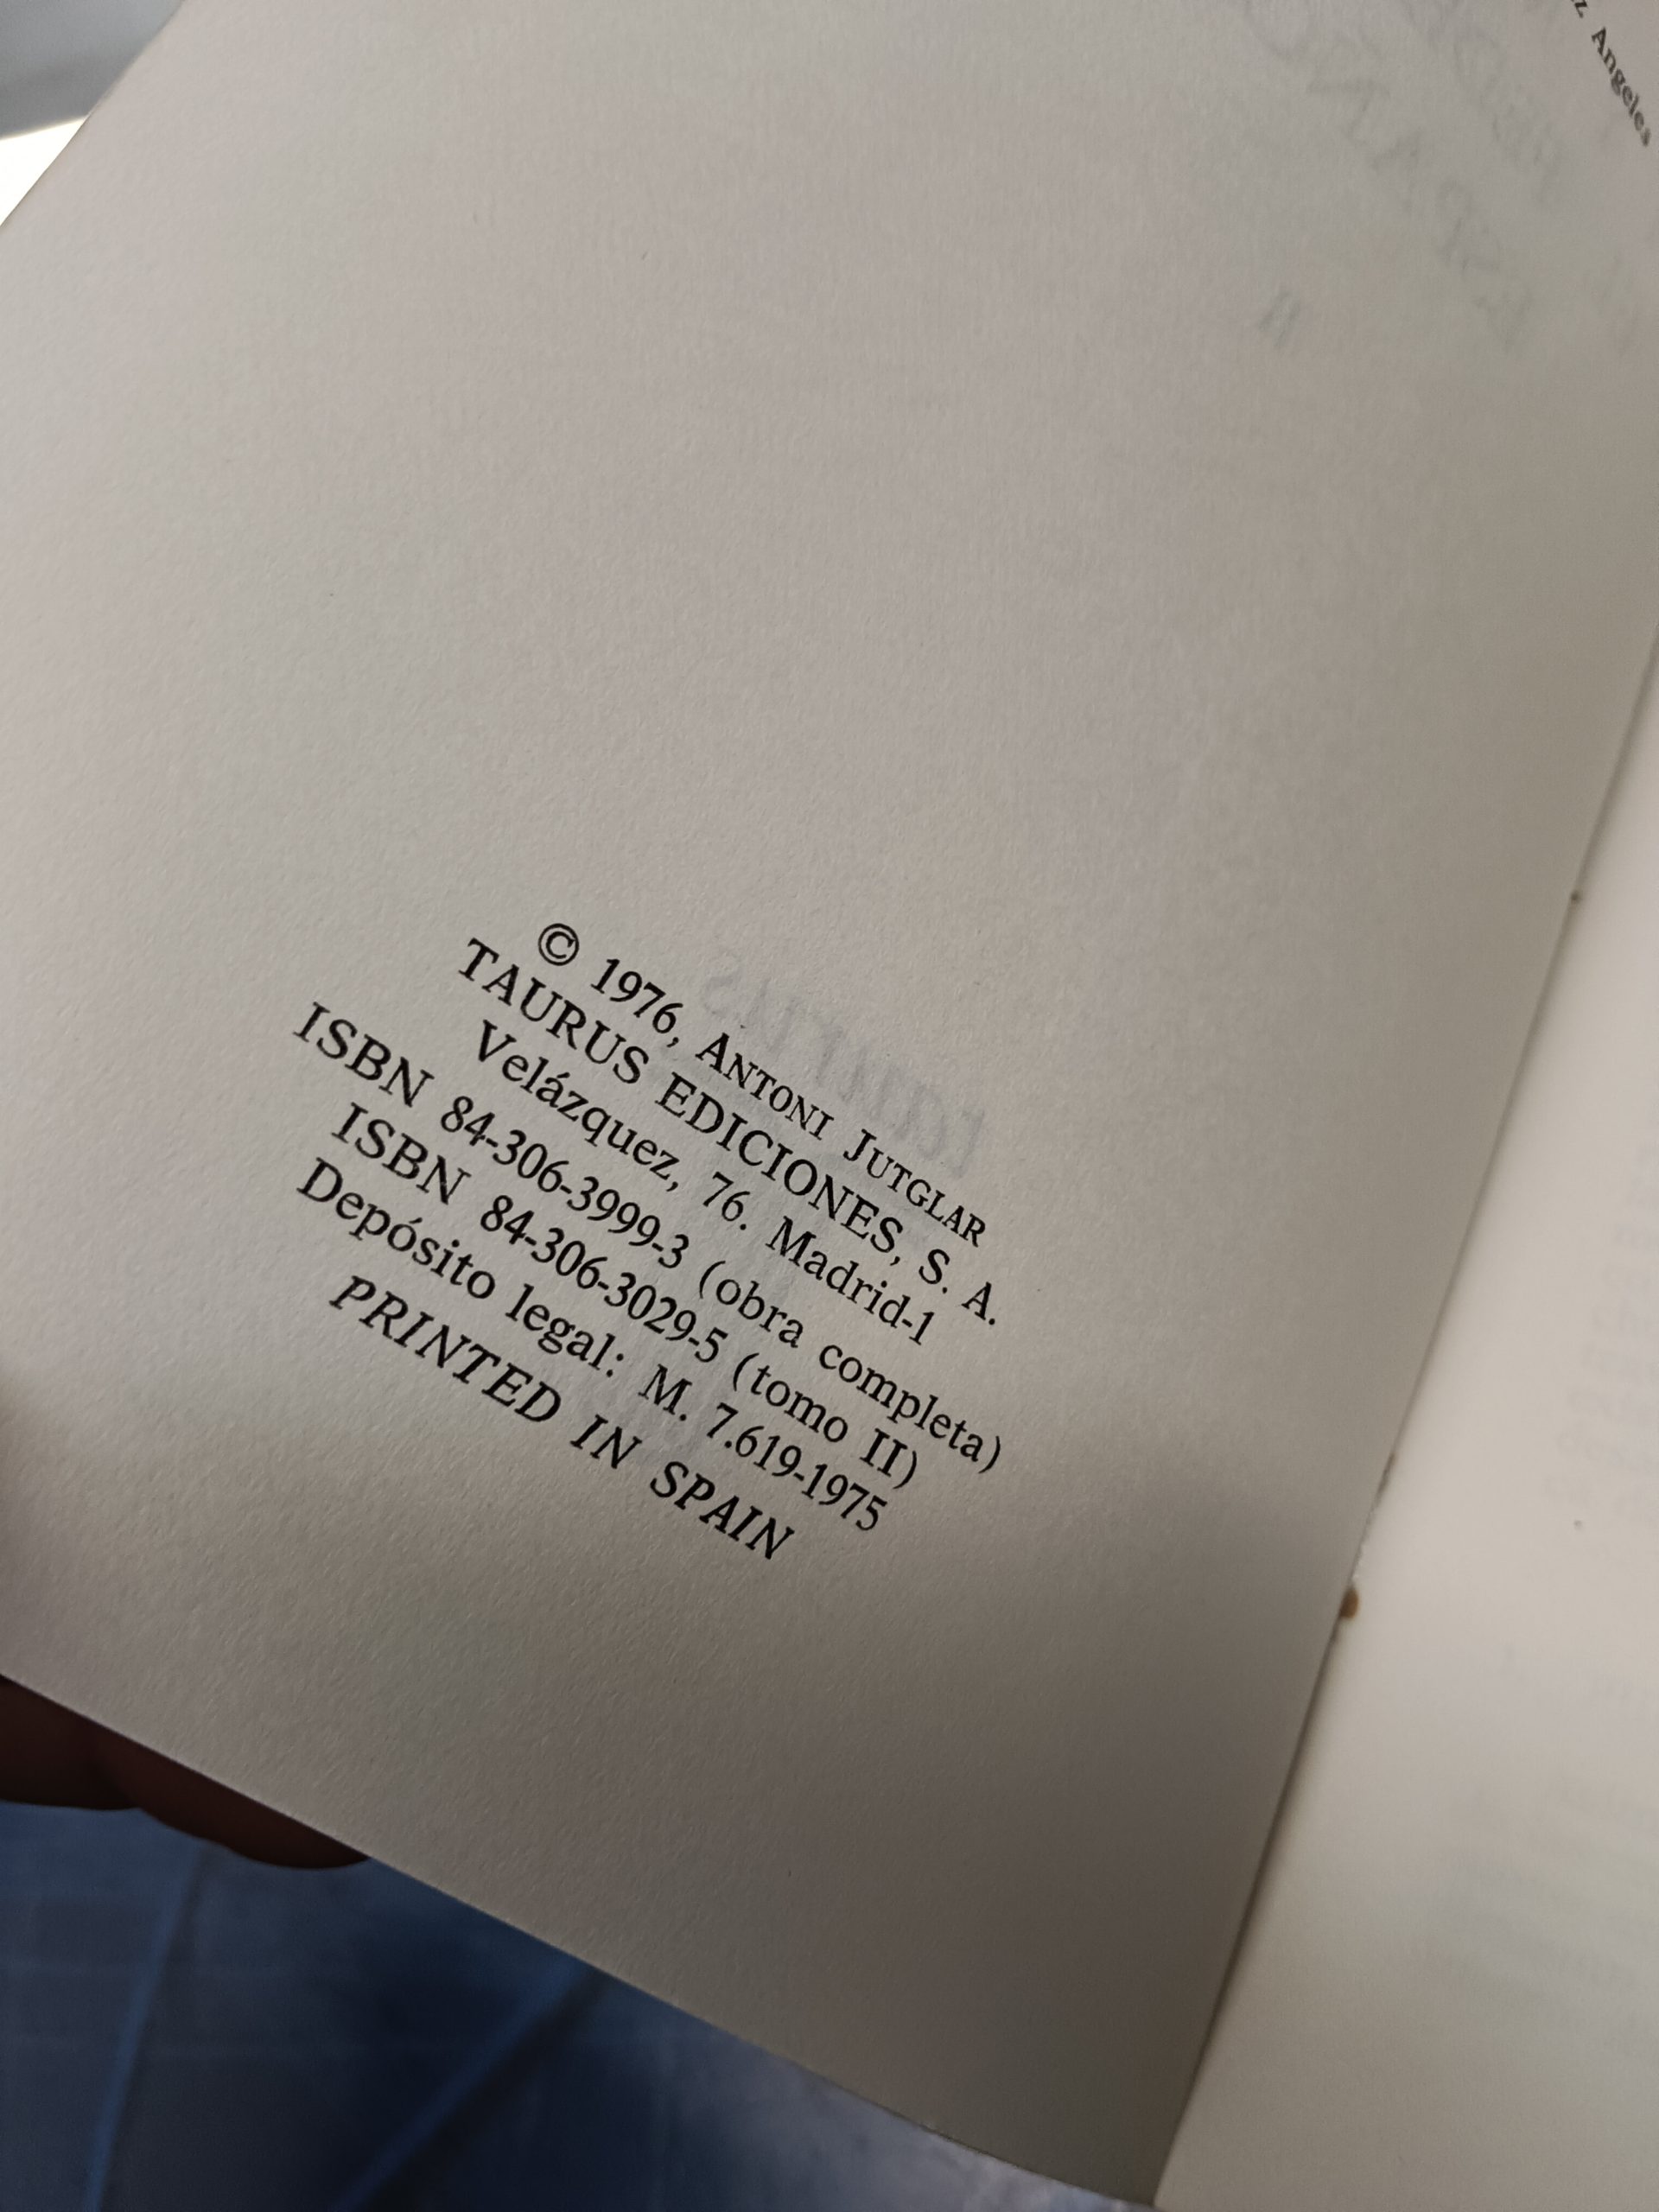 Angeles
© 1976, ANTONI JUTGLAR
TAURUS EDICIONES, S. A.
Velázquez, 76. Madrid-1
ISBN 84-306-3999-3 (obra completa)
ISBN 84-306-3029-5 (tomo II)
Depósito legal: M. 7.619-1975
PRINTED IN SPAIN